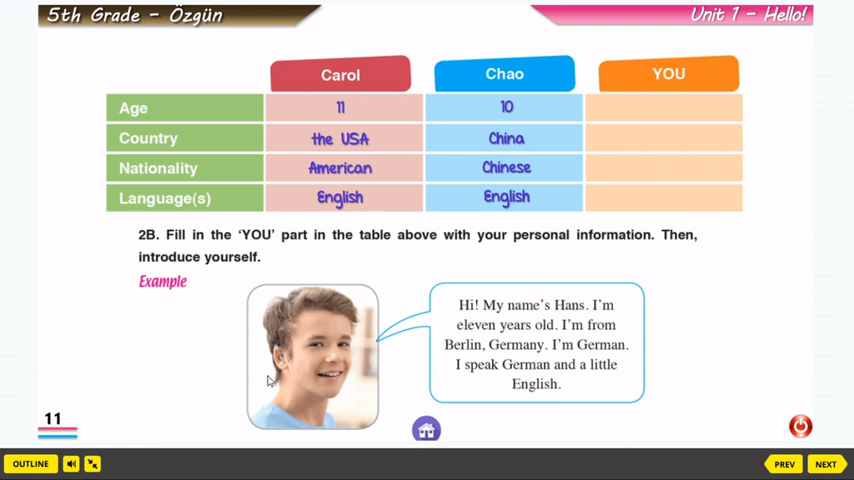 5th Grade - Özgün
Unit 1 - Hello!
Carol Chao YOU
Age 11 10
Country the USA China
Nationality American Chinese
Language(s) English English
2B. Fill in the ‘YOU’ part in the table above with your personal information. Then,
introduce yourself.
Example
Hi! My name’s Hans. I’m
eleven years old. I’m from
Berlin, Germany. I’m German.
I speak German and a little
English.
11
OUTLINE
PREV
NEXT